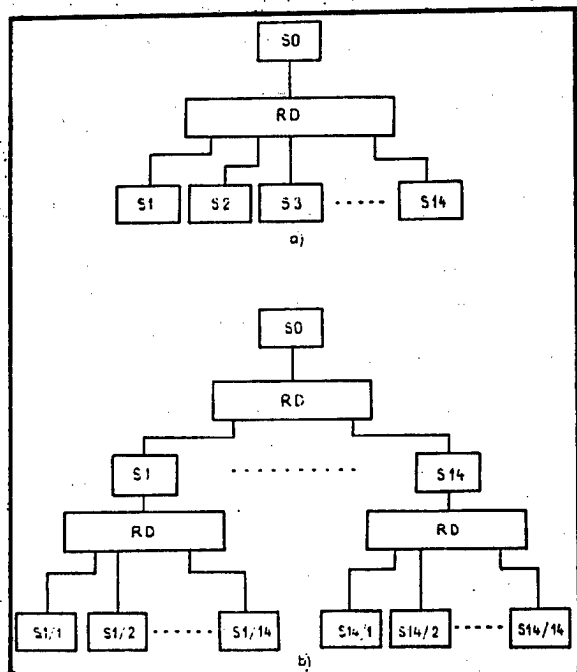 S0
RD
S1 S2 S3 ..... S14
a)
S0
RD
S1 ......... S14
RD RD
S1/1 S1/2 ...... S1/14 S14/1 S14/2 ...... S14/14
b)